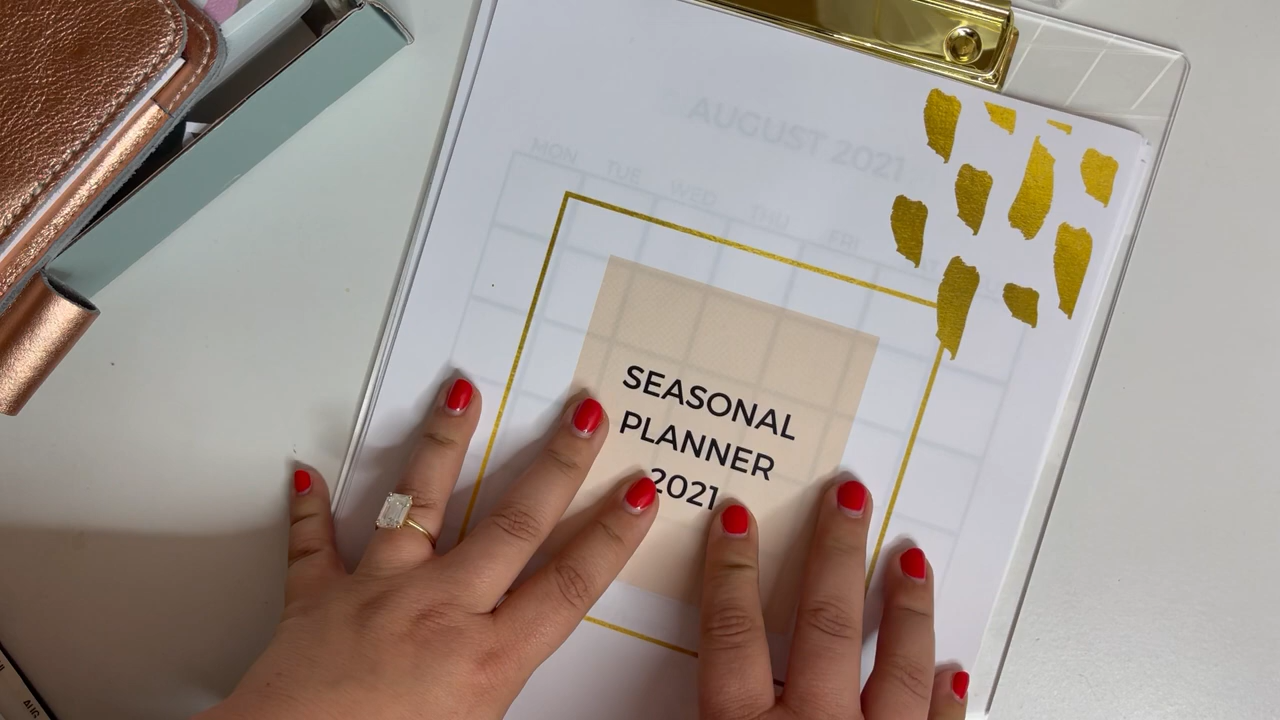 AUGUST 2021
MON TUE WED THU FRI
SEASONAL
PLANNER
2021